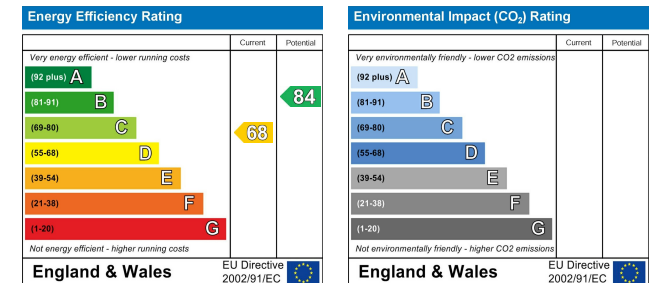 Energy Efficiency Rating
Current Potential
Very energy efficient - lower running costs
(92 plus) A
(81-91) B
84
(69-80) C
68
(55-68) D
(39-54) E
(21-38) F
(1-20) G
Not energy efficient - higher running costs
England & Wales
EU Directive
2002/91/EC
Environmental Impact (CO₂) Rating
Current Potential
Very environmentally friendly - lower CO2 emissions
(92 plus) A
(81-91) B
(69-80) C
(55-68) D
(39-54) E
(21-38) F
(1-20) G
Not environmentally friendly - higher CO2 emissions
England & Wales
EU Directive
2002/91/EC